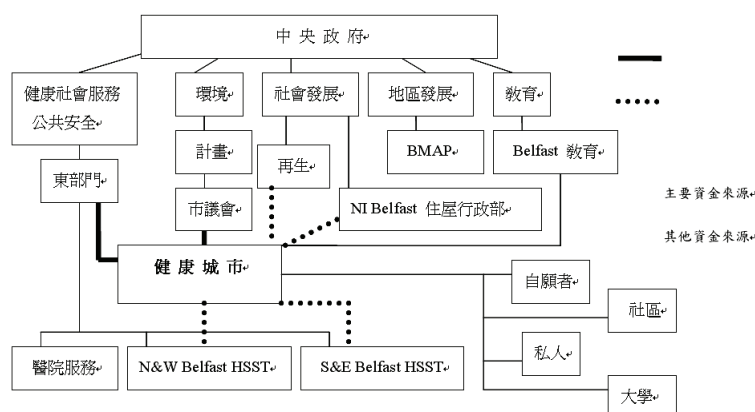 中央政府
健康社會服務
公共安全
環境
社會發展
地區發展
教育
計畫
再生
BMAP
Belfast 教育
東部門
市議會
NI Belfast 住屋行政部
主要資金來源
其他資金來源
健康城市
自願者
社區
私人
大學
醫院服務
N&W Belfast HSST
S&E Belfast HSST